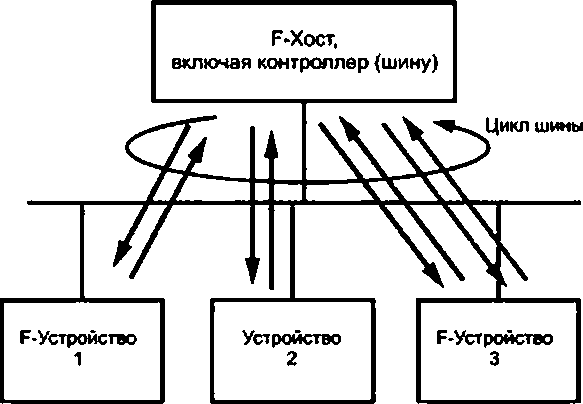 F-Хост,
включая контроллер (шину)
Цикл шины
F-Устройство
1
Устройство
2
F-Устройство
3